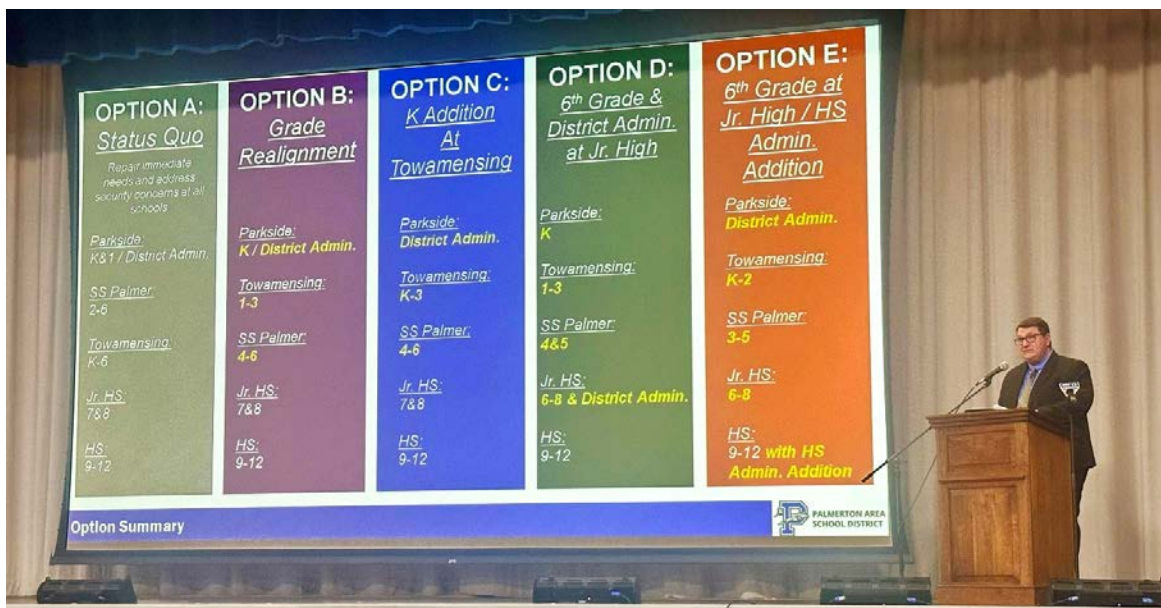 OPTION A:
Status Quo
Repair immediate
needs and address
security concerns at all
schools
Parkside:
K&1 / District Admin.
SS Palmer:
2-6
Towamensing:
K-6
Jr. HS:
7&8
HS:
9-12
OPTION B:
Grade
Realignment
Parkside:
K / District Admin.
Towamensing:
1-3
SS Palmer:
4-6
Jr. HS:
7&8
HS:
9-12
OPTION C:
K Addition
At
Towamensing
Parkside:
District Admin.
Towamensing:
K-3
SS Palmer:
4-6
Jr. HS:
7&8
HS:
9-12
OPTION D:
6th Grade &
District Admin.
at Jr. High
Parkside:
K
Towamensing:
1-3
SS Palmer:
4&5
Jr. HS:
6-8 & District Admin.
HS:
9-12
OPTION E:
6th Grade at
Jr. High / HS
Admin.
Addition
Parkside:
District Admin.
Towamensing:
K-2
SS Palmer:
3-5
Jr. HS:
6-8
HS:
9-12 with HS
Admin. Addition
Option Summary
P
PALMERTON AREA
SCHOOL DISTRICT